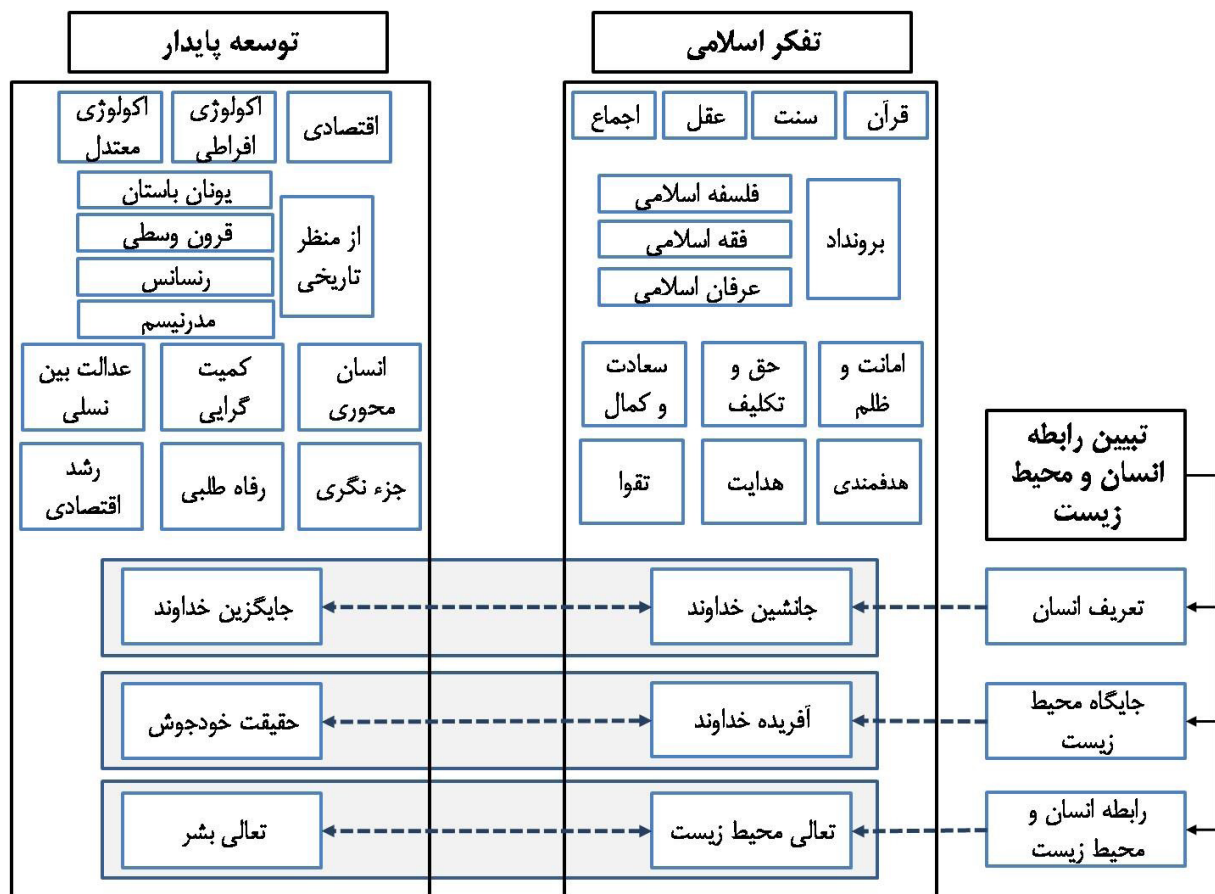 تفکر اسلامی
توسعه پایدار
قرآن
سنت
عقل
اجماع
برونداد
فلسفه اسلامی
فقه اسلامی
عرفان اسلامی
امانت و
ظلم
حق و
تکلیف
سعادت
و کمال
هدفمندی
هدایت
تقوا
اقتصادی
اکولوژی
افراطی
اکولوژی
معتدل
از منظر
تاریخی
یونان باستان
قرون وسطی
رنسانس
مدرنیسم
انسان
محوری
کمیت
گرایی
عدالت بین
نسلی
جزء نگری
رفاه طلبی
رشد
اقتصادی
تبیین رابطه
انسان و محیط
زیست
تعریف انسان
جانشین خداوند
جایگزین خداوند
جایگاه محیط
زیست
آفریده خداوند
حقیقت خودجوش
رابطه انسان و
محیط زیست
تعالی محیط زیست
تعالی بشر